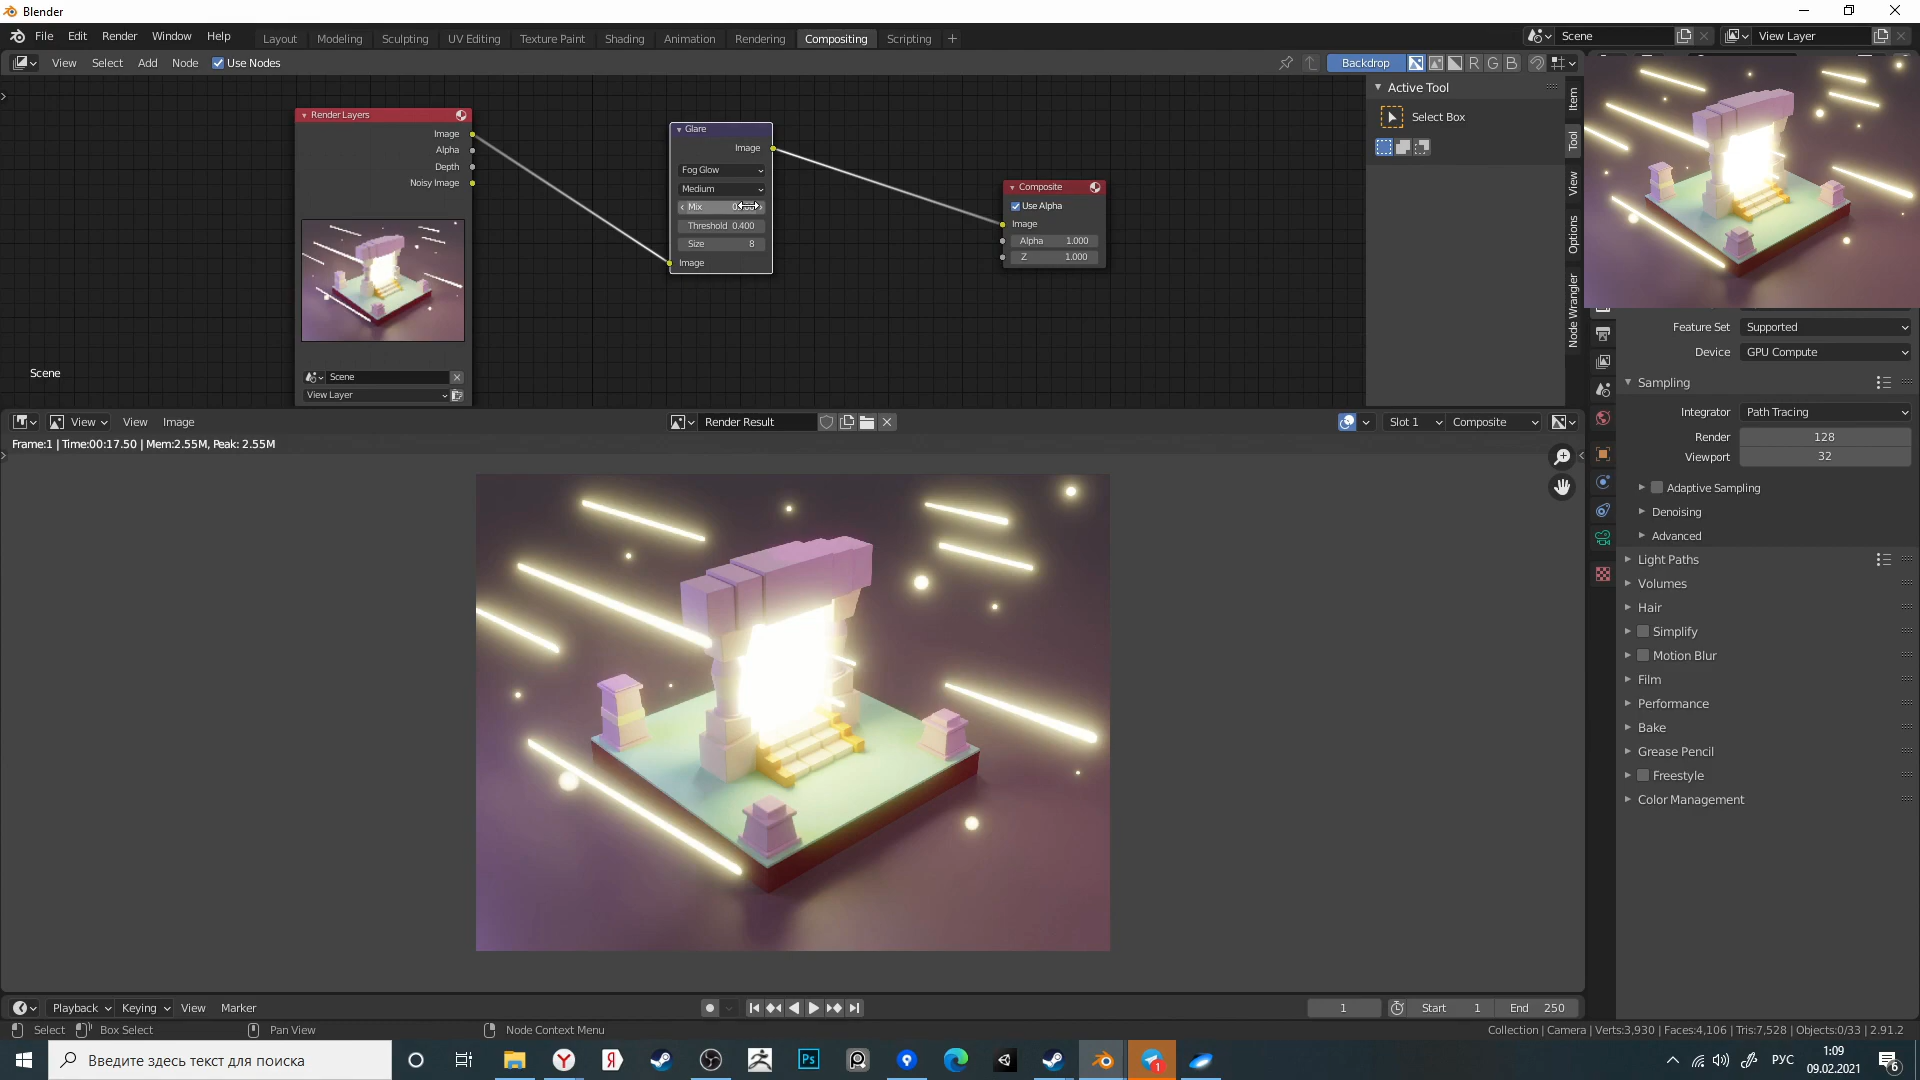 Blender
File Edit Render Window Help
Layout Modeling Sculpting UV Editing Texture Paint Shading Animation Rendering Compositing Scripting
Scene View Layer
View Select Add Node Use Nodes
Backdrop R G B
Render Layers
Image
Alpha
Depth
Noisy Image
Scene
View Layer
Scene
Glare
Image
Fog Glow
Medium
Mix
Threshold 0.400
Size 8
Image
Composite
Use Alpha
Image
Alpha 1.000
Z 1.000
Active Tool
Select Box
Item
Tool
View
Options
Node Wrangler
Feature Set Supported
Device GPU Compute
Sampling
Integrator Path Tracing
Render 128
Viewport 32
Adaptive Sampling
Denoising
Advanced
Light Paths
Volumes
Hair
Simplify
Motion Blur
Film
Performance
Bake
Grease Pencil
Freestyle
Color Management
View View Image
Render Result
Slot 1 Composite
Frame:1 | Time:00:17.50 | Mem:2.55M, Peak: 2.55M
Playback Keying View Marker
1 Start 1 End 250
Select Box Select Pan View Node Context Menu
Collection | Camera | Verts:3,930 | Faces:4,106 | Tris:7,528 | Objects:0/33 | 2.91.2
Введите здесь текст для поиска
Я
Ps
1
РУС
1:09
09.02.2021
6